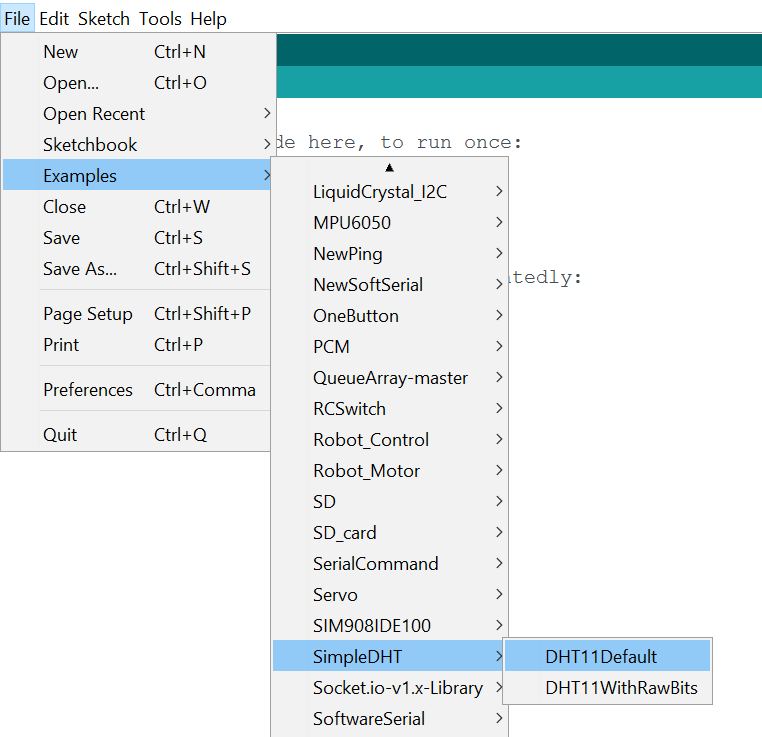 File Edit Sketch Tools Help
New Ctrl+N
Open... Ctrl+O
Open Recent
Sketchbook
Examples
Close Ctrl+W
Save Ctrl+S
Save As... Ctrl+Shift+S
Page Setup Ctrl+Shift+P
Print Ctrl+P
Preferences Ctrl+Comma
Quit Ctrl+Q
de here, to run once:
atedly:
LiquidCrystal_I2C
MPU6050
NewPing
NewSoftSerial
OneButton
PCM
QueueArray-master
RCSwitch
Robot_Control
Robot_Motor
SD
SD_card
SerialCommand
Servo
SIM908IDE100
SimpleDHT
Socket.io-v1.x-Library
SoftwareSerial
DHT11Default
DHT11WithRawBits